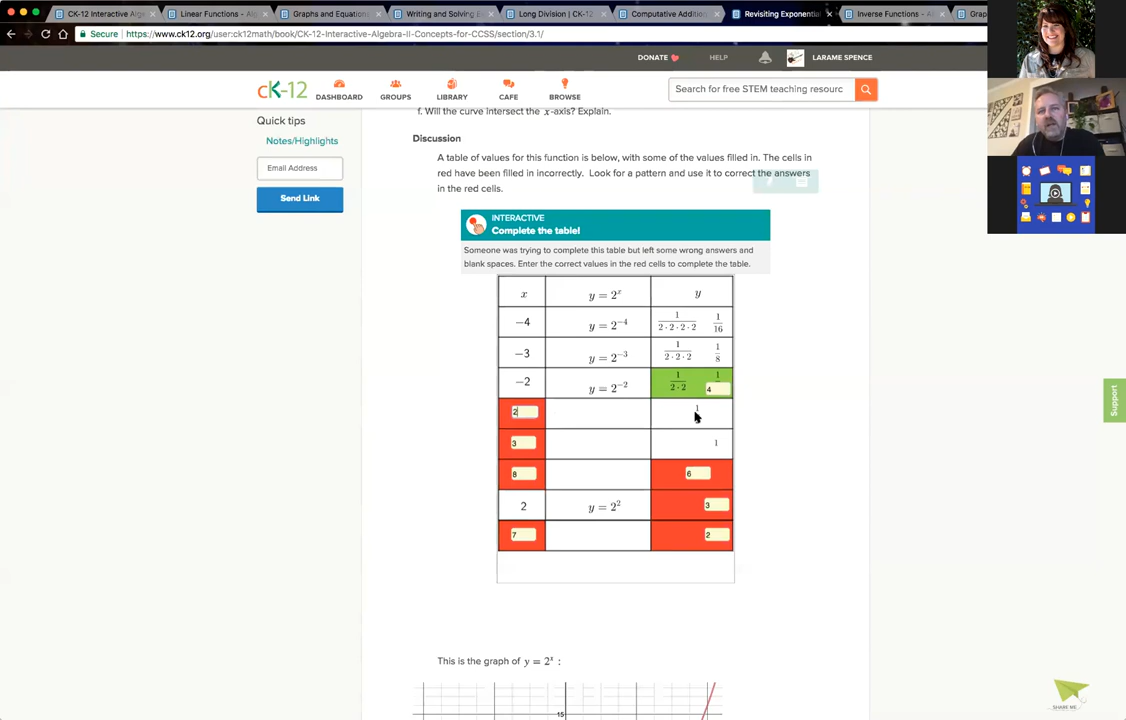 CK-12 Interactive Al
Linear Functions - Al
Graphs and Equation
Writing and Solving E
Long Division | CK-12
Computative Additio
Revisiting Exponentia
Inverse Functions - A
Grap
Secure
https://www.ck12.org/user:ck12math/book/CK-12-Interactive-Algebra-II-Concepts-for-CCSS/section/3.1/
DONATE
HELP
LARAME SPENCE
cK-12
DASHBOARD
GROUPS
LIBRARY
CAFE
BROWSE
Search for free STEM teaching resourc
Quick tips
Notes/Highlights
Email Address
Send Link
f. Will the curve intersect the x-axis? Explain.
Discussion
A table of values for this function is below, with some of the values filled in. The cells in
red have been filled in incorrectly. Look for a pattern and use it to correct the answers
in the red cells.
INTERACTIVE
Complete the table!
Someone was trying to complete this table but left some wrong answers and
blank spaces. Enter the correct values in the red cells to complete the table.
x y = 2^x y
−4 y = 2^−4 1/(2·2·2·2) 1/16
−3 y = 2^−3 1/(2·2·2) 1/8
−2 y = 2^−2 1/(2·2) 1/4
2 1
3 1
8 6
2 y = 2^2 3
7 2
This is the graph of y = 2^x :
15
Support
SHARE ME